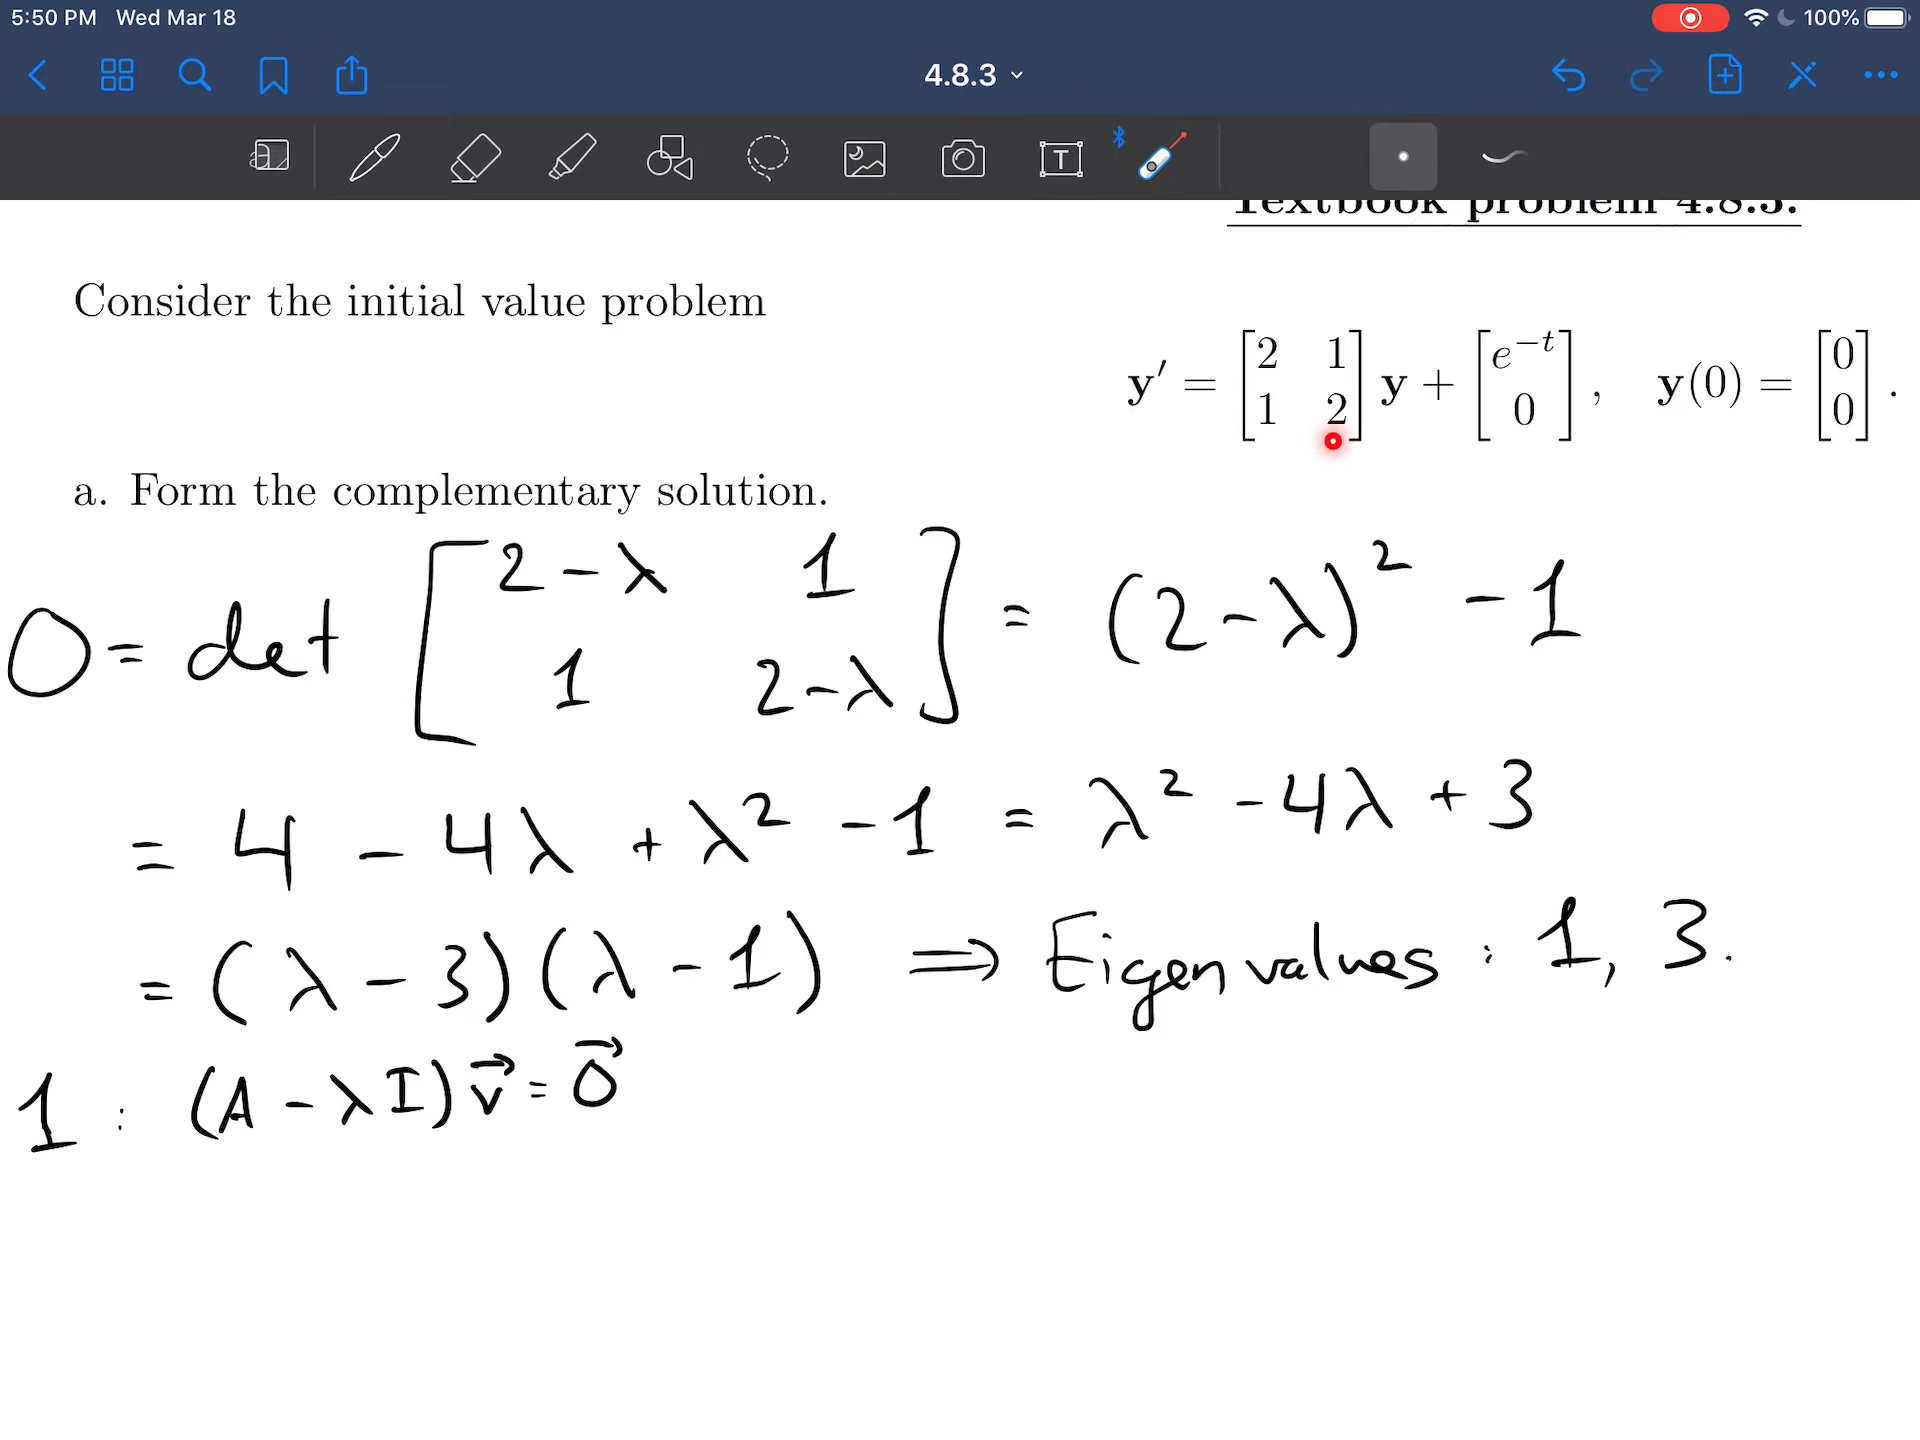 5:50 PM Wed Mar 18 100%
4.8.3
Textbook problem 4.8.3.
Consider the initial value problem
y′ = [2 1; 1 2] y + [e^{−t}; 0], y(0) = [0; 0].
a. Form the complementary solution.
0 = det [2−λ 1; 1 2−λ] = (2−λ)² −1
= 4 − 4λ + λ² − 1 = λ² − 4λ + 3
= (λ − 3)(λ − 1) ⟹ Eigenvalues : 1, 3.
1 : (A − λI)v⃗ = 0⃗